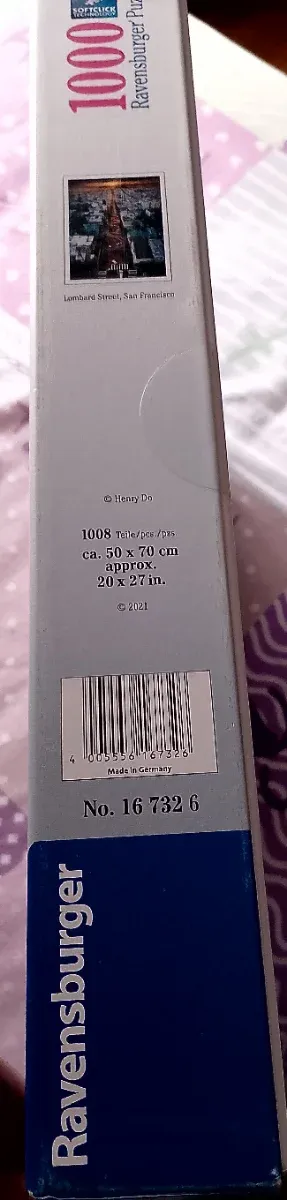 SOFTCLICK
TECHNOLOGY
1000
Ravensburger Puz
Lombard Street, San Francisco
© Henry Do
1008 Teile/pcs./pzs
ca. 50 x 70 cm
approx.
20 x 27 in.
© 2021
4 005556 167326
Made in Germany
No. 16 732 6
Ravensburger